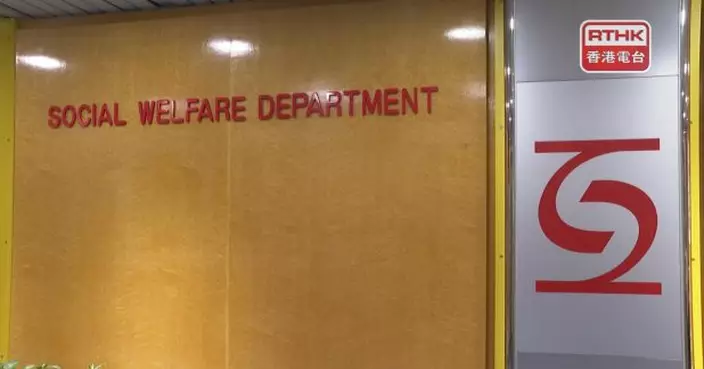 RTHK
香港電台
SOCIAL WELFARE DEPARTMENT